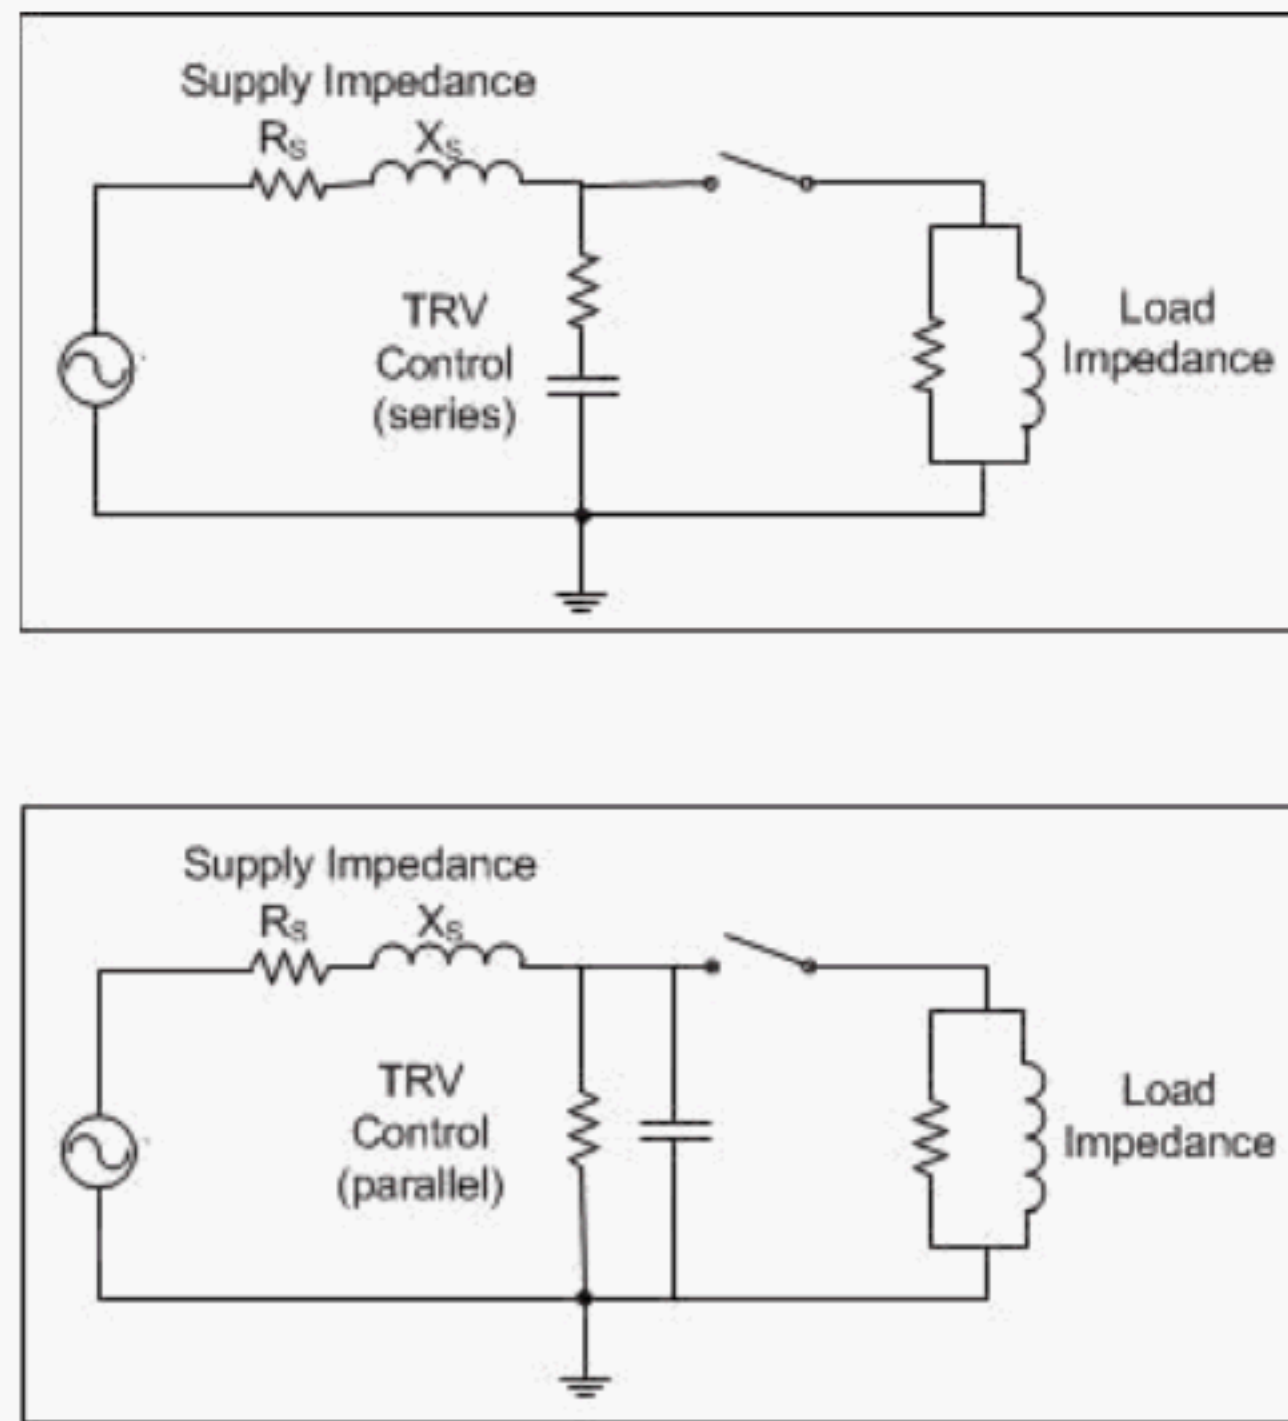 Supply Impedance
RS XS
TRV
Control
(series)
Load
Impedance
Supply Impedance
RS XS
TRV
Control
(parallel)
Load
Impedance